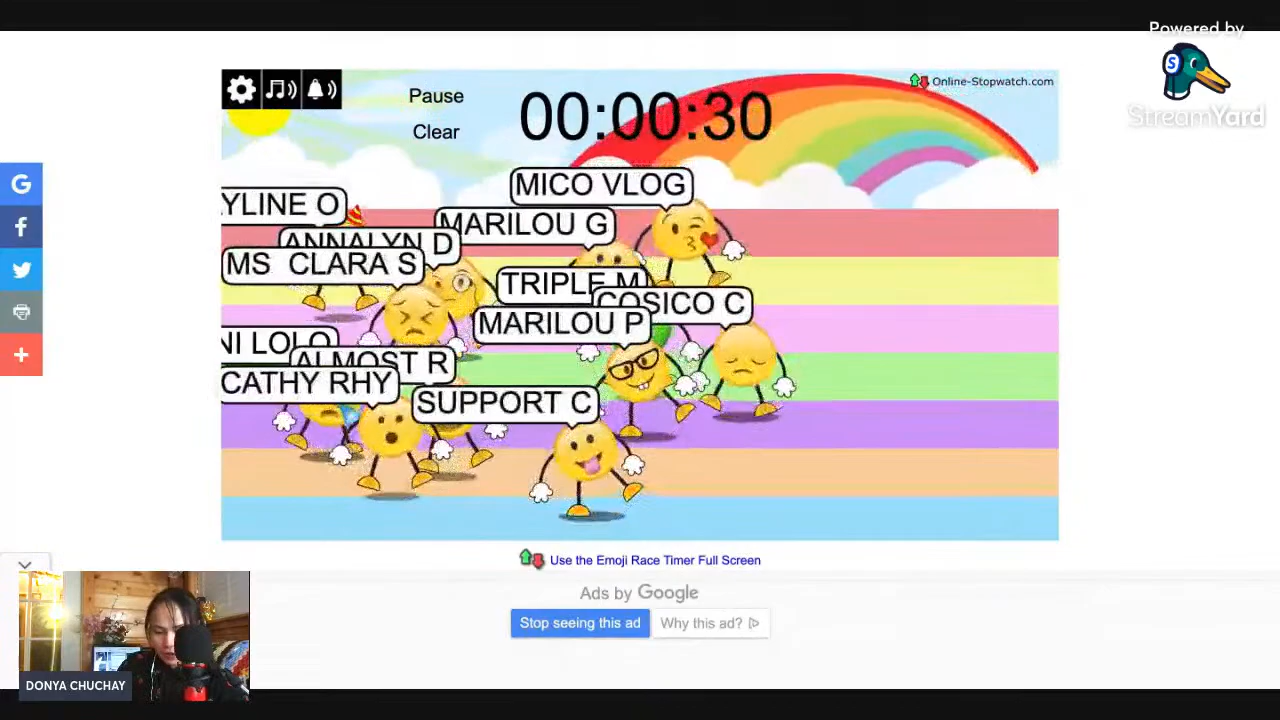 Powered by
StreamYard
Online-Stopwatch.com
Pause
00:00:30
Clear
MICO VLOG
YLINE O
MARILOU G
ANNALYN D
MS CLARA S
TRIPLE M
COSICO C
MARILOU P
NI LOLO
ALMOST R
CATHY RHY
SUPPORT C
Use the Emoji Race Timer Full Screen
Ads by Google
Stop seeing this ad
Why this ad?
DONYA CHUCHAY